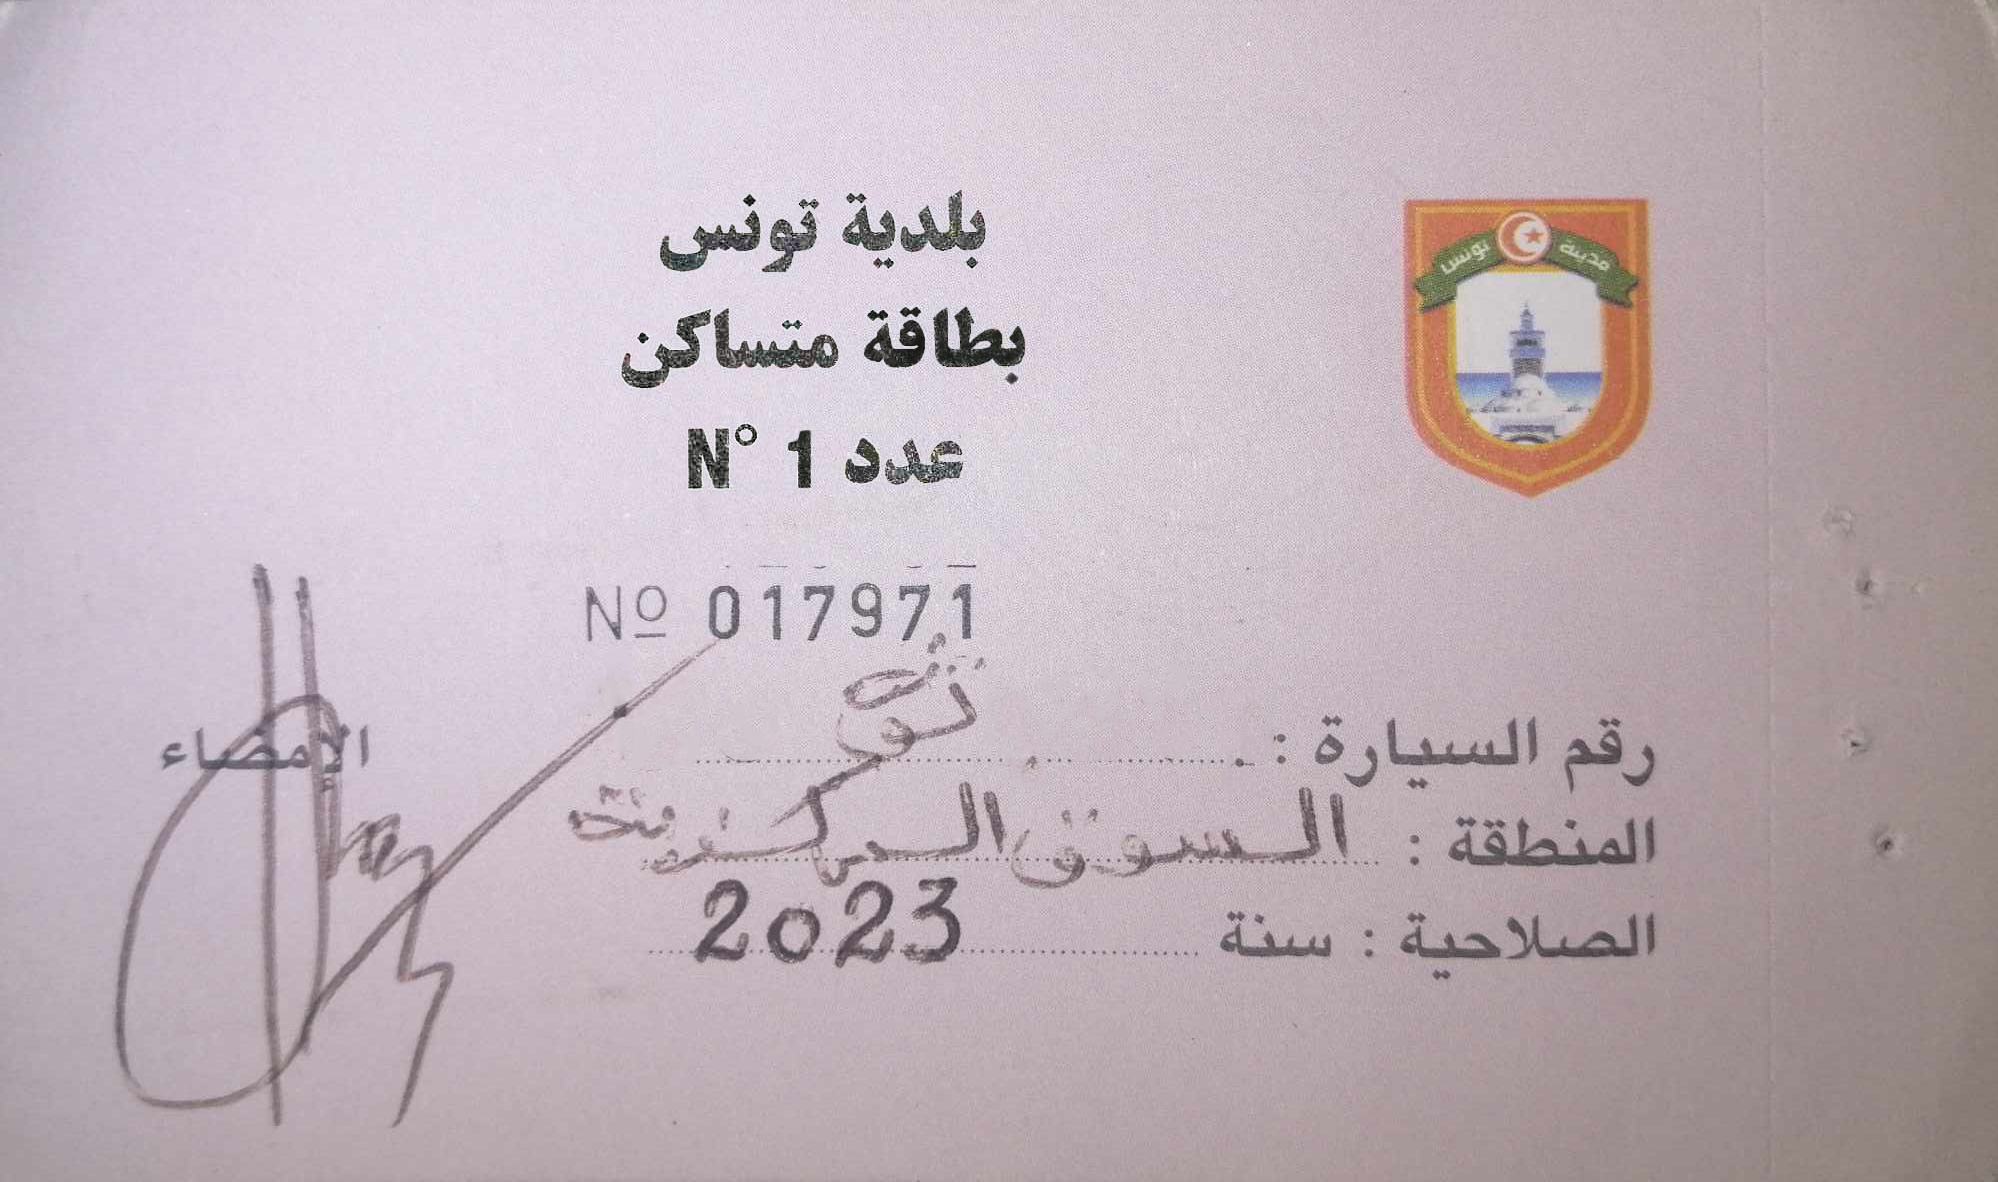 مدينة تونس
بلدية تونس
بطاقة متساكن
عدد 1 N°
Nº 017971
رقم السيارة :
المنطقة : السوق المركزية
الصلاحية : سنة 2023
الإمضاء